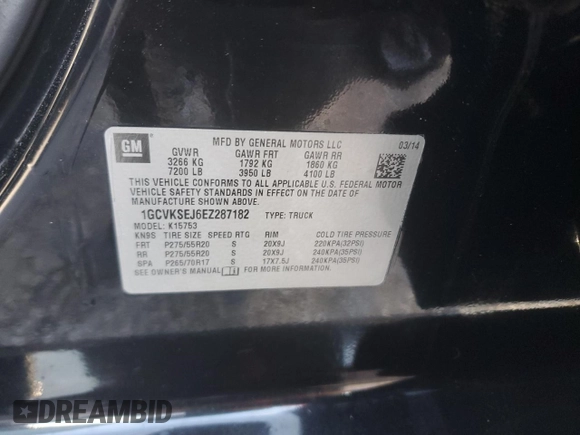 GM
MFD BY GENERAL MOTORS LLC 03/14
GVWR GAWR FRT GAWR RR
3266 KG 1792 KG 1860 KG
7200 LB 3950 LB 4100 LB
THIS VEHICLE CONFORMS TO ALL APPLICABLE U.S. FEDERAL MOTOR
VEHICLE SAFETY STANDARDS IN EFFECT ON THE DATE OF
MANUFACTURE SHOWN ABOVE.
1GCVKSEJ6EZ287182 TYPE: TRUCK
MODEL: K15753
KN9S TIRE SIZE SPEED RTG RIM COLD TIRE PRESSURE
FRT P275/55R20 S 20X9J 220KPA(32PSI)
RR P275/55R20 S 20X9J 240KPA(35PSI)
SPA P265/70R17 S 17X7.5J 240KPA(35PSI)
SEE OWNER'S MANUAL FOR MORE INFORMATION.
DREAMBID